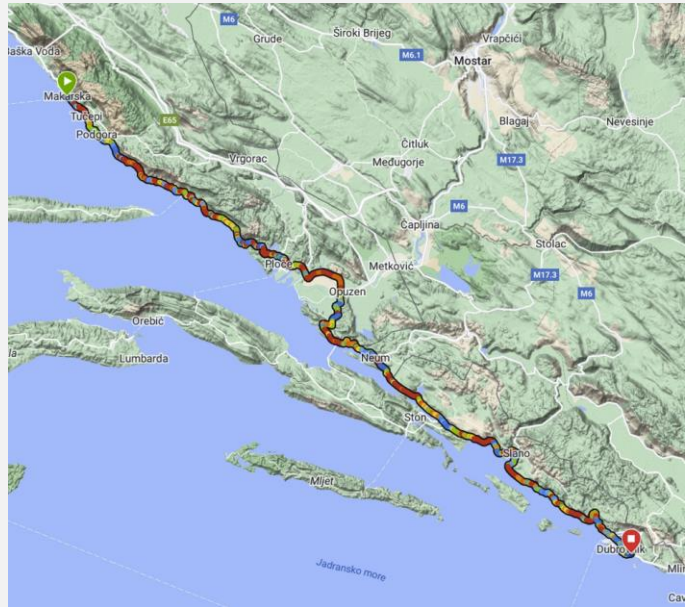 M6
Grude
Široki Brijeg
Vrapčići
M6.1
Baška Voda
Mostar
Makarska
Blagaj
Nevesinje
Tučepi
E65
Podgora
Čitluk
M17.3
Vrgorac
Međugorje
M6
Čapljina
Stolac
Ploče
Metković
M17.3
Opuzen
M6
Orebić
Lumbarda
Neum
Ston
Slano
Mljet
Jadransko more